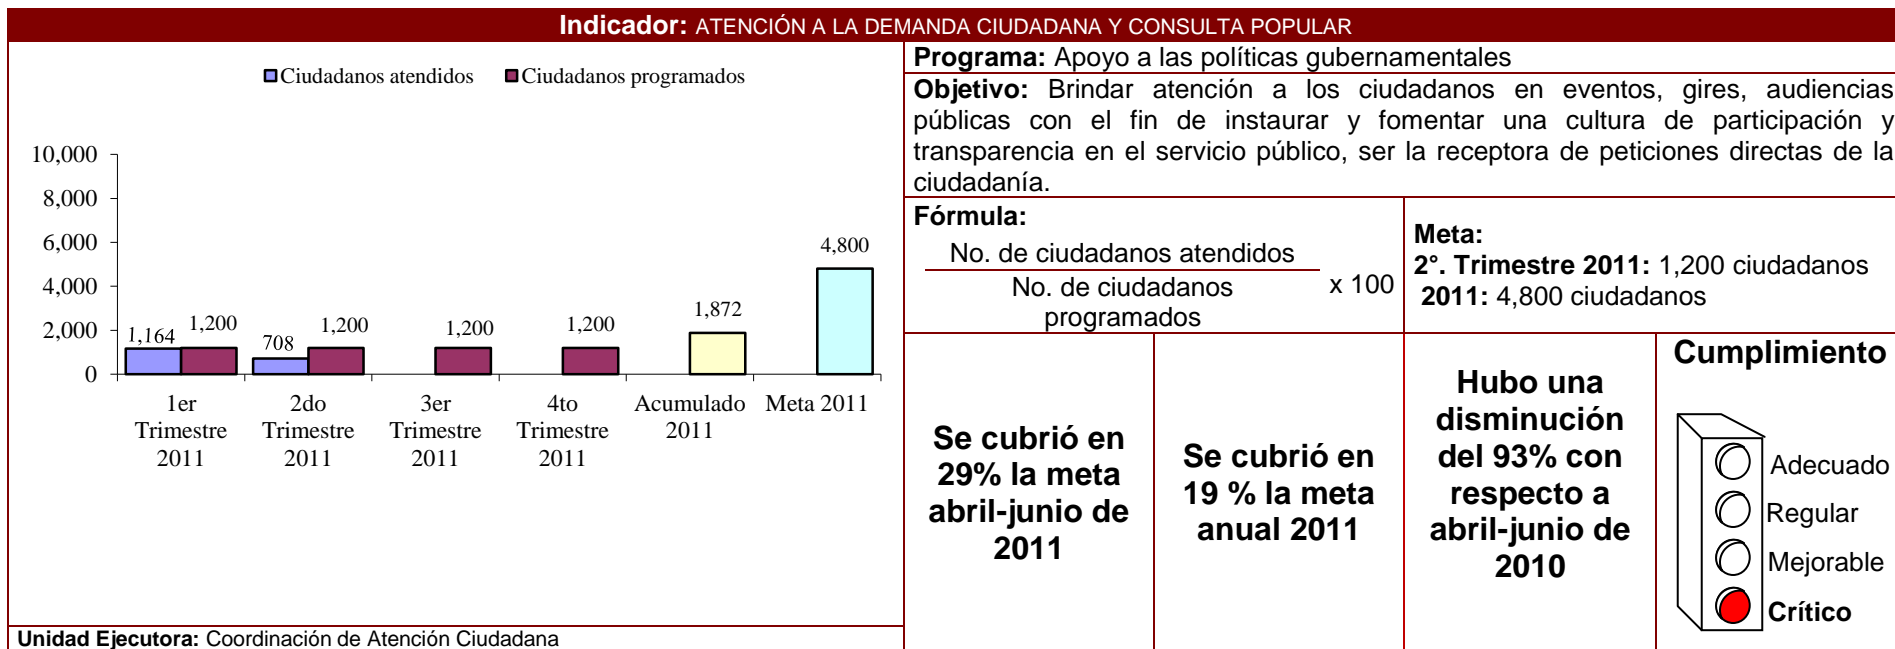 Indicador: ATENCIÓN A LA DEMANDA CIUDADANA Y CONSULTA POPULAR
Ciudadanos atendidos Ciudadanos programados
10,000
8,000
6,000
4,000
2,000
0
1,164 1,200
708 1,200
1,200
1,200
1,872
4,800
1er Trimestre 2011
2do Trimestre 2011
3er Trimestre 2011
4to Trimestre 2011
Acumulado 2011
Meta 2011
Unidad Ejecutora: Coordinación de Atención Ciudadana
Programa: Apoyo a las políticas gubernamentales
Objetivo: Brindar atención a los ciudadanos en eventos, gires, audiencias
públicas con el fin de instaurar y fomentar una cultura de participación y
transparencia en el servicio público, ser la receptora de peticiones directas de la
ciudadanía.
Fórmula:
No. de ciudadanos atendidos
No. de ciudadanos
programados
x 100
Meta:
2°. Trimestre 2011: 1,200 ciudadanos
2011: 4,800 ciudadanos
Se cubrió en
29% la meta
abril-junio de
2011
Se cubrió en
19 % la meta
anual 2011
Hubo una
disminución
del 93% con
respecto a
abril-junio de
2010
Cumplimiento
Adecuado
Regular
Mejorable
Crítico